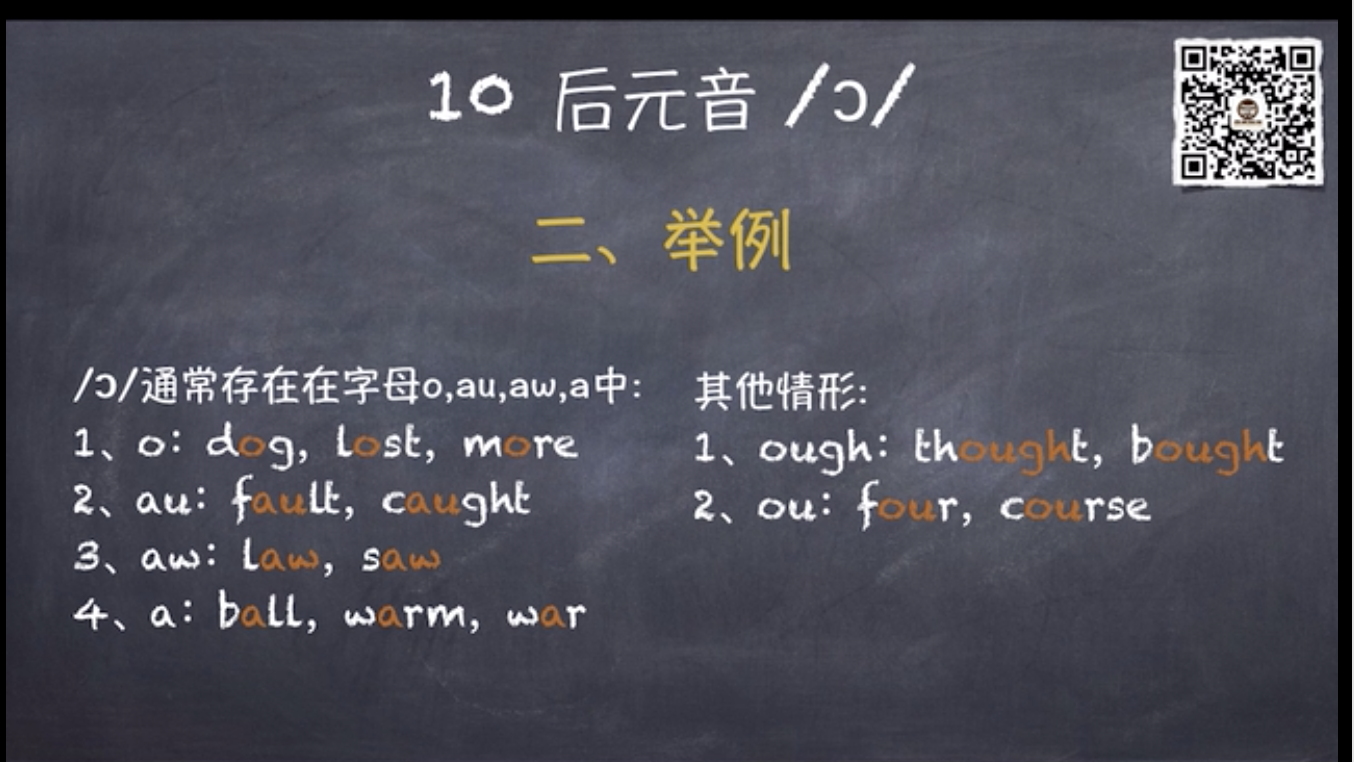 10 后元音 /ɔ/
二、举例
/ɔ/通常存在在字母o,au,aw,a中:
1、o: dog, lost, more
2、au: fault, caught
3、aw: law, saw
4、a: ball, warm, war
其他情形:
1、ough: thought, bought
2、ou: four, course